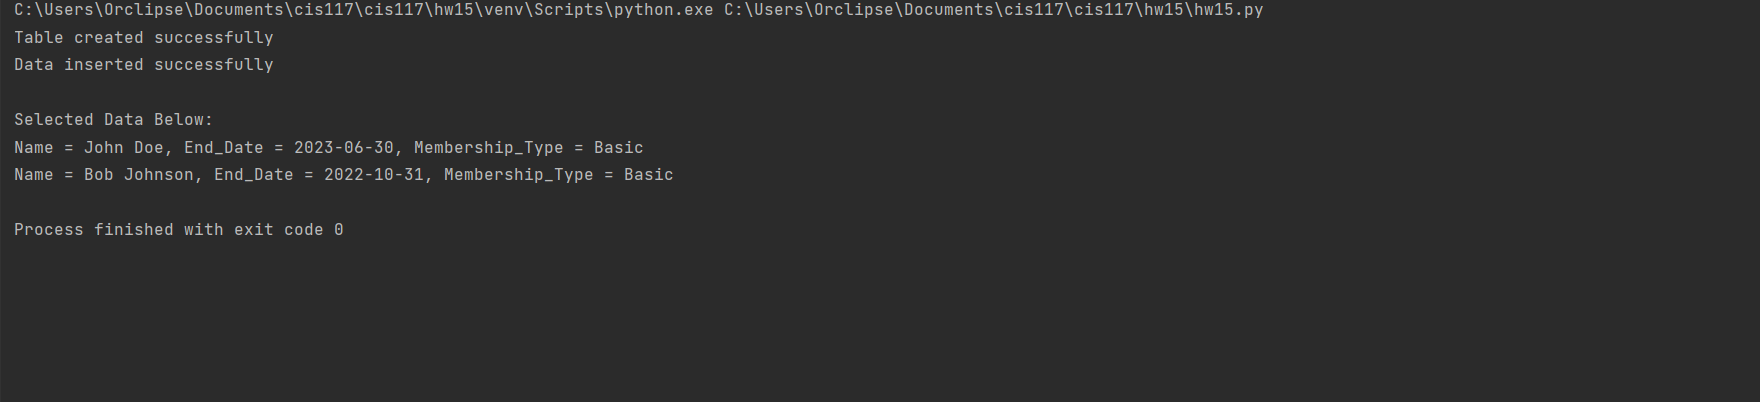 C:\Users\Orclipse\Documents\cis117\cis117\hw15\venv\Scripts\python.exe C:\Users\Orclipse\Documents\cis117\cis117\hw15\hw15.py
Table created successfully
Data inserted successfully
Selected Data Below:
Name = John Doe, End_Date = 2023-06-30, Membership_Type = Basic
Name = Bob Johnson, End_Date = 2022-10-31, Membership_Type = Basic
Process finished with exit code 0